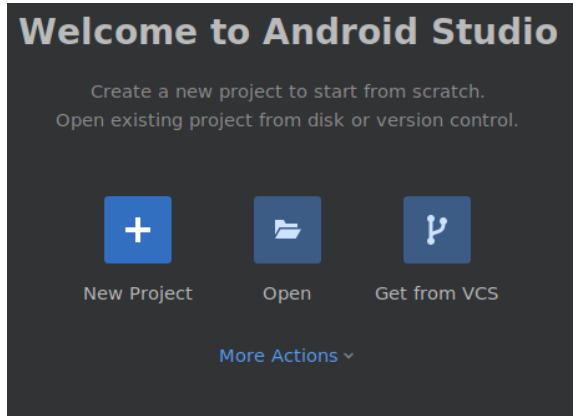 Welcome to Android Studio
Create a new project to start from scratch.
Open existing project from disk or version control.
New Project
Open
Get from VCS
More Actions